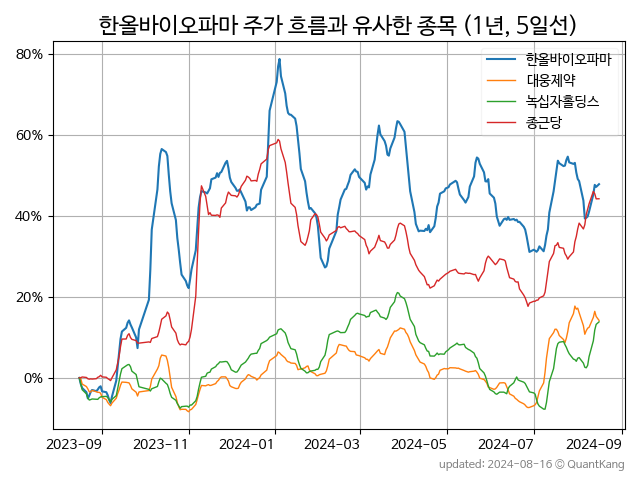 한올바이오파마 주가 흐름과 유사한 종목 (1년, 5일선)
한올바이오파마
대웅제약
녹십자홀딩스
종근당
80%
60%
40%
20%
0%
2023-09 2023-11 2024-01 2024-03 2024-05 2024-07 2024-09
updated: 2024-08-16 © QuantKang